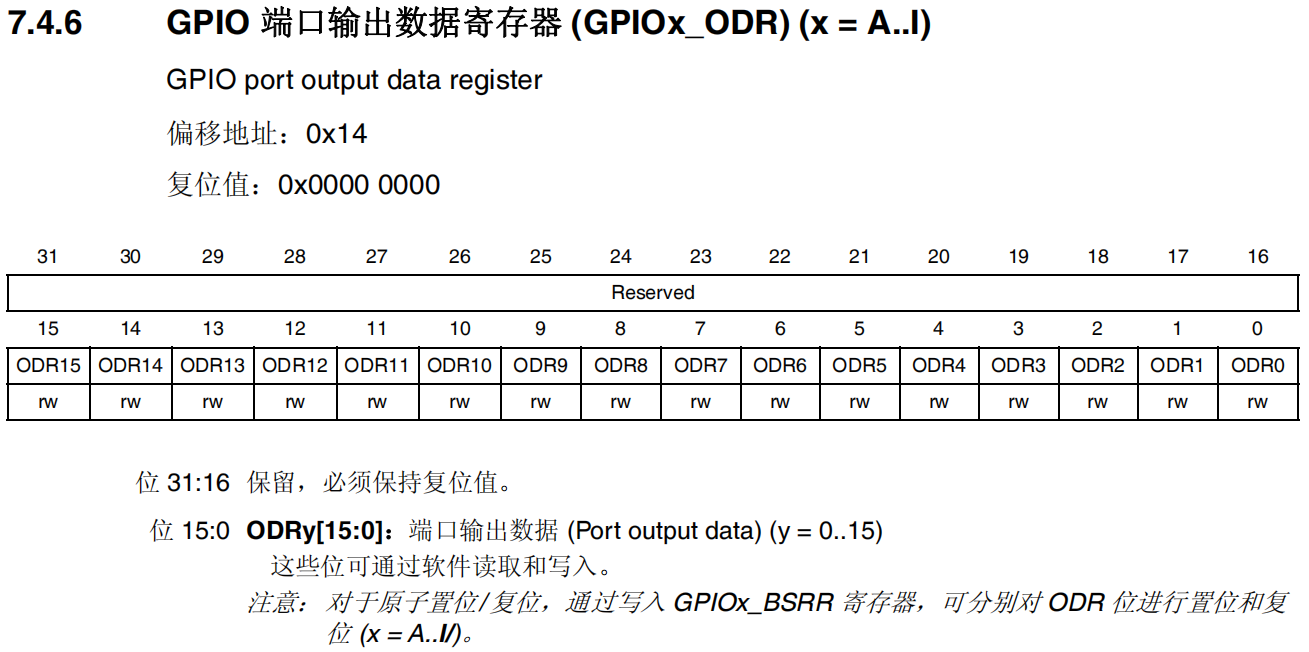 7.4.6 GPIO 端口输出数据寄存器 (GPIOx_ODR) (x = A..I)
GPIO port output data register
偏移地址：0x14
复位值：0x0000 0000
31 30 29 28 27 26 25 24 23 22 21 20 19 18 17 16
Reserved
15 14 13 12 11 10 9 8 7 6 5 4 3 2 1 0
ODR15 ODR14 ODR13 ODR12 ODR11 ODR10 ODR9 ODR8 ODR7 ODR6 ODR5 ODR4 ODR3 ODR2 ODR1 ODR0
rw rw rw rw rw rw rw rw rw rw rw rw rw rw rw rw
位 31:16 保留，必须保持复位值。
位 15:0 ODRy[15:0]：端口输出数据 (Port output data) (y = 0..15)
这些位可通过软件读取和写入。
注意： 对于原子置位/复位，通过写入 GPIOx_BSRR 寄存器，可分别对 ODR 位进行置位和复
位 (x = A..I/)。